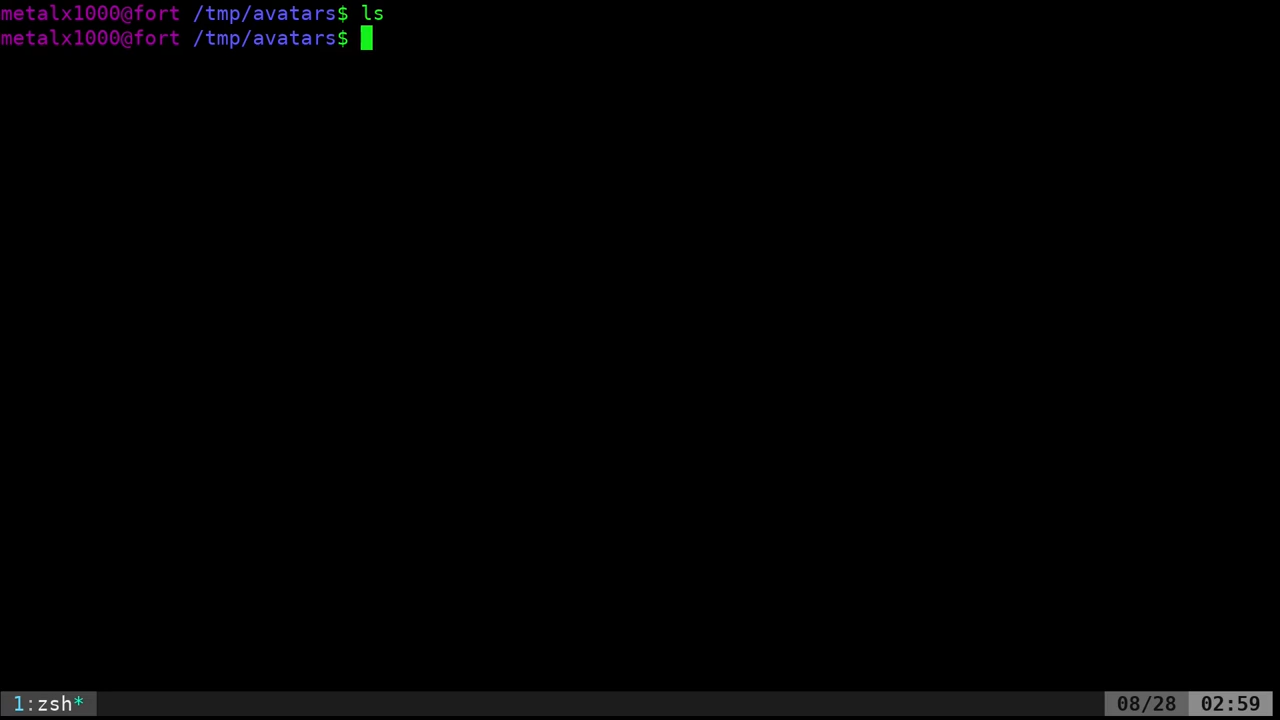 metalx1000@fort /tmp/avatars$ ls
metalx1000@fort /tmp/avatars$
1:zsh* 08/28 02:59